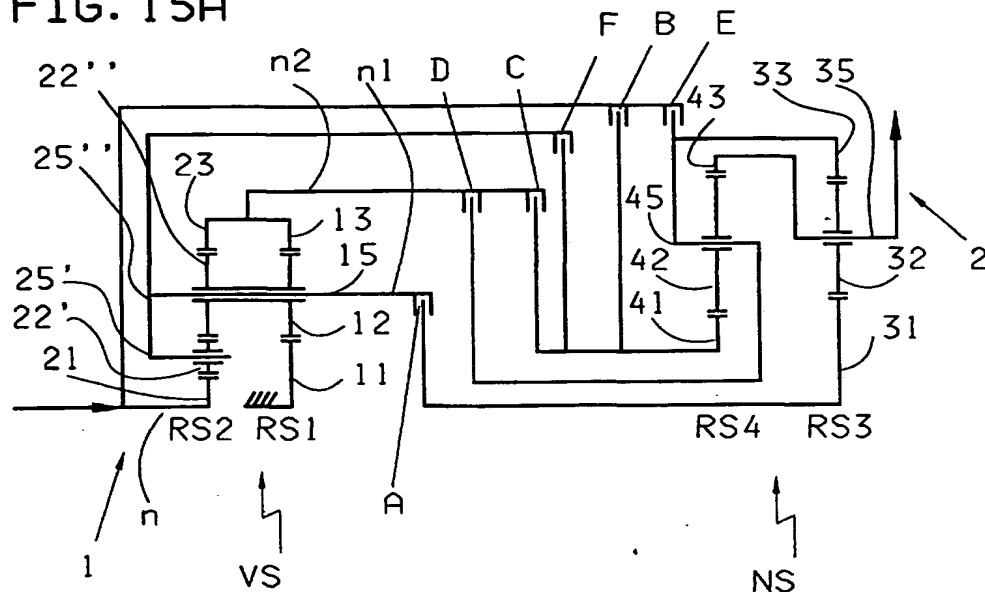 FIG. 15A
F B E
22'' n2 n1 D C 43 33 35
25'' 23
13
45
15
25' 42 32 2
22' 12 41
21 11 31
RS2 RS1 RS4 RS3
n A
1 VS NS